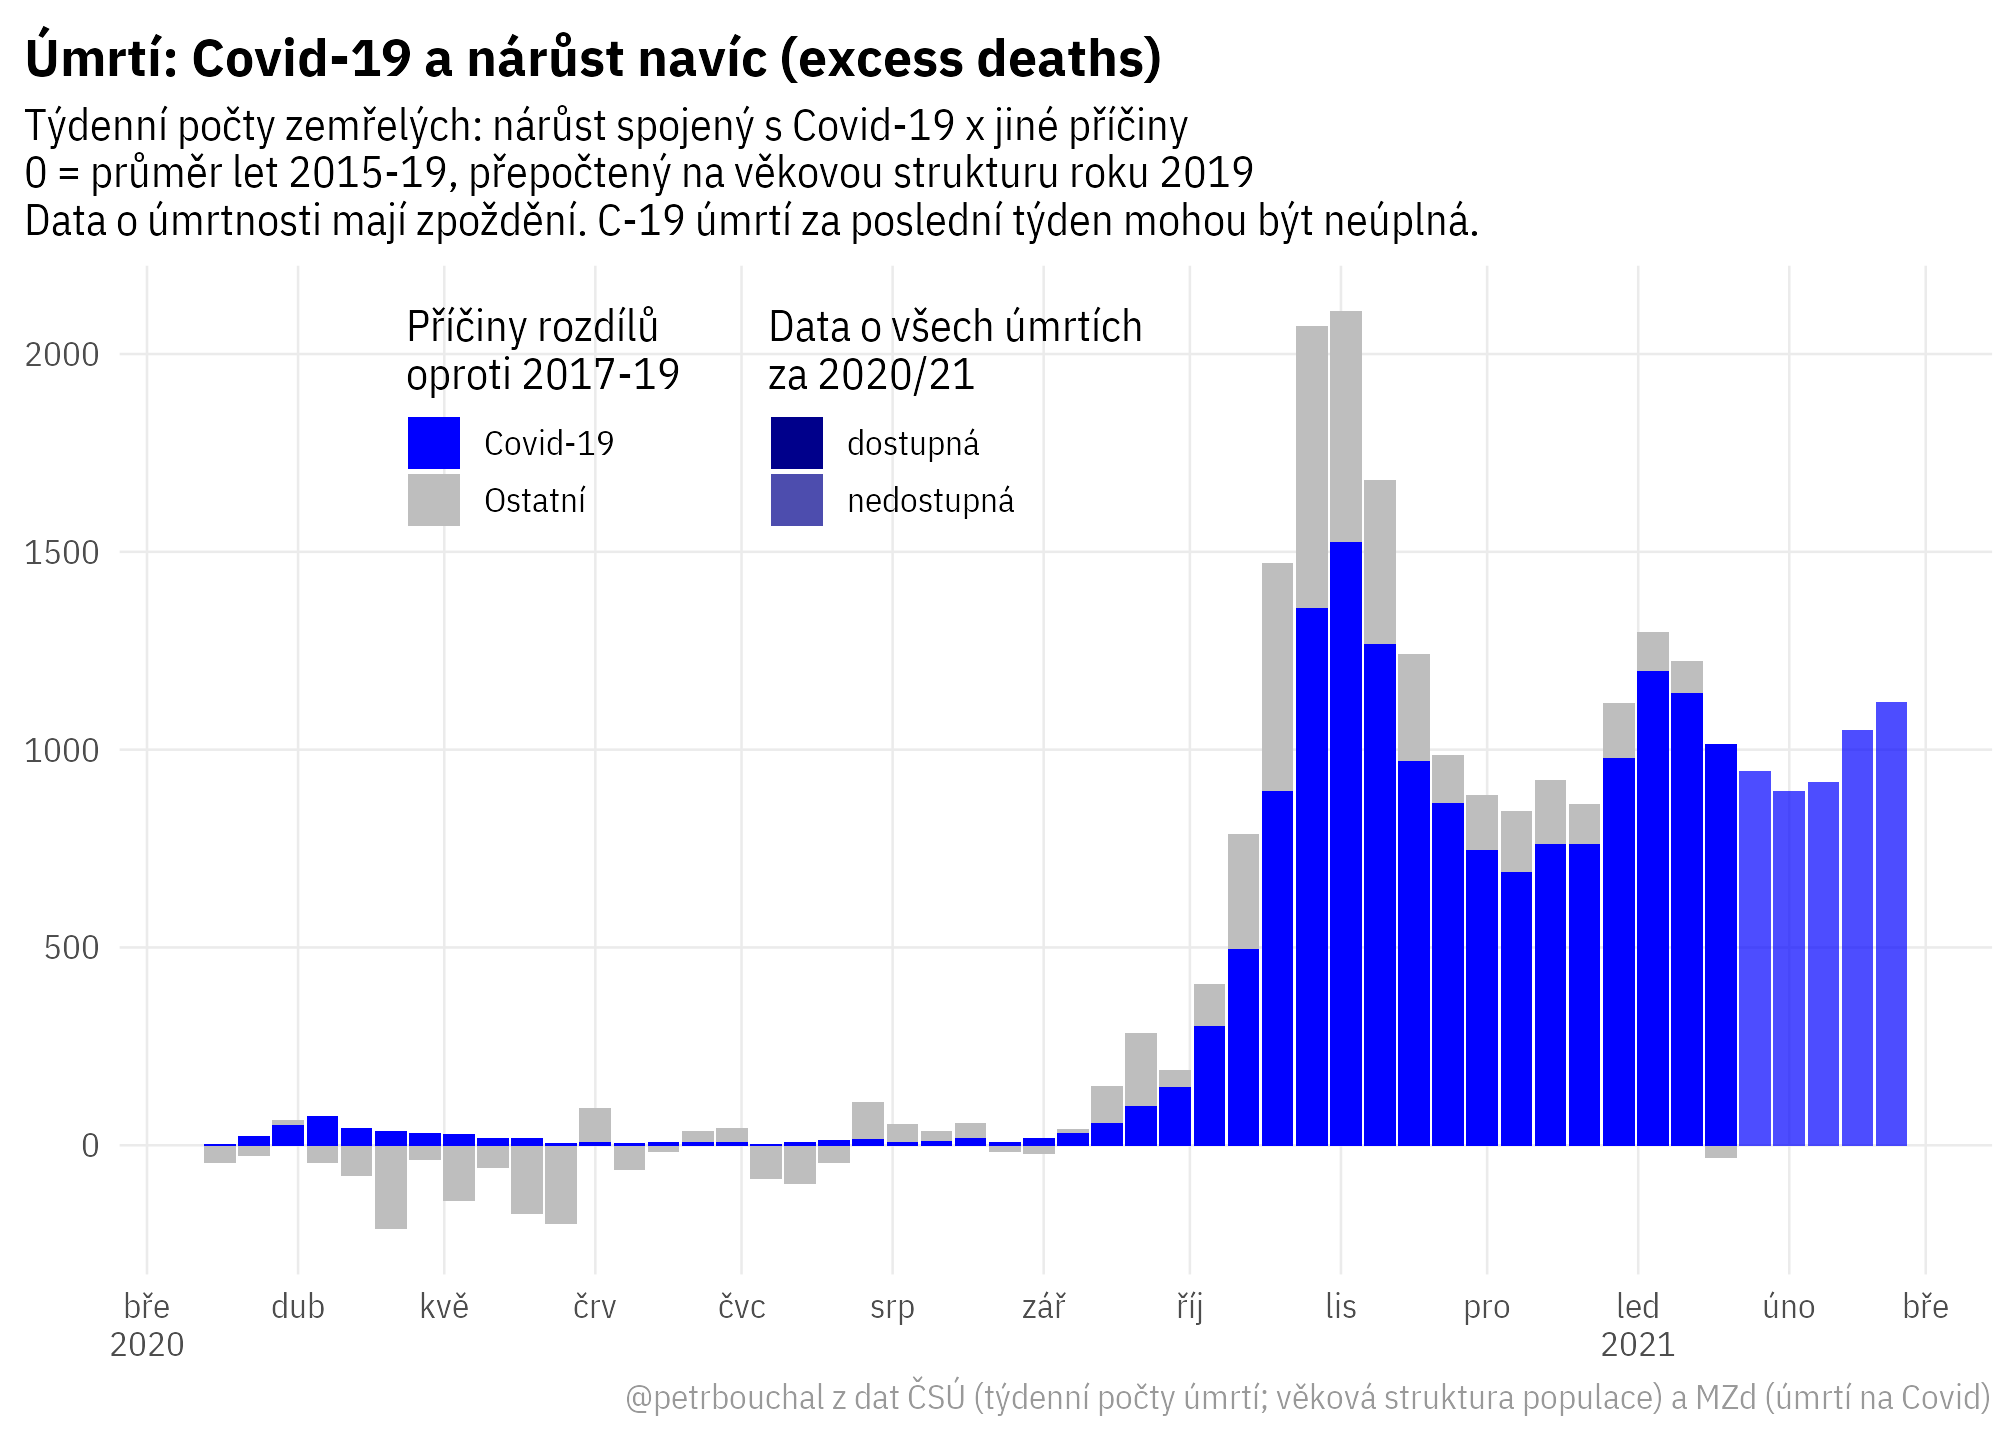 Úmrtí: Covid-19 a nárůst navíc (excess deaths)
Týdenní počty zemřelých: nárůst spojený s Covid-19 x jiné příčiny
0 = průměr let 2015-19, přepočtený na věkovou strukturu roku 2019
Data o úmrtnosti mají zpoždění. C-19 úmrtí za poslední týden mohou být neúplná.
Příčiny rozdílů
oproti 2017-19
Covid-19
Ostatní
Data o všech úmrtích
za 2020/21
dostupná
nedostupná
2000
1500
1000
500
0
bře dub kvě črv čvc srp zář říj lis pro led úno bře
2020 2021
@petrbouchal z dat ČSÚ (týdenní počty úmrtí; věková struktura populace) a MZd (úmrtí na Covid)